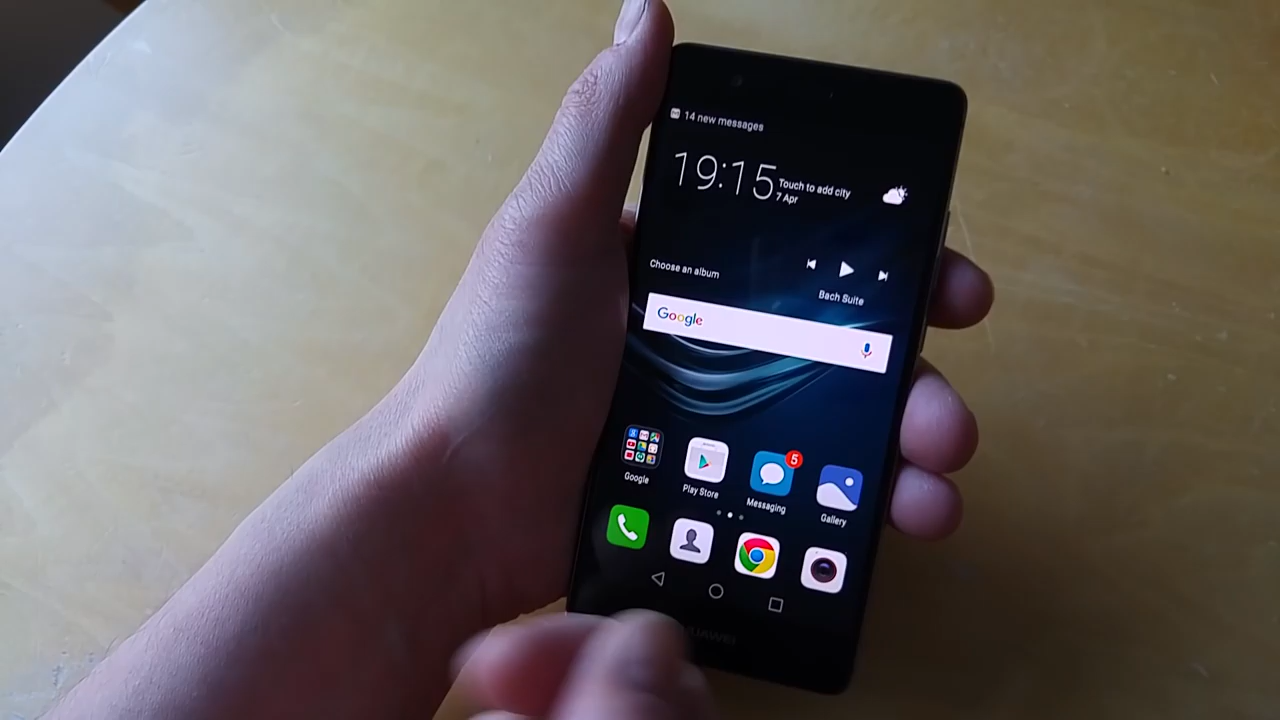 14 new messages
19:15
Touch to add city
7 Apr
Choose an album
Bach Suite
Google
Google
Play Store
5
Messaging
Gallery
HUAWEI